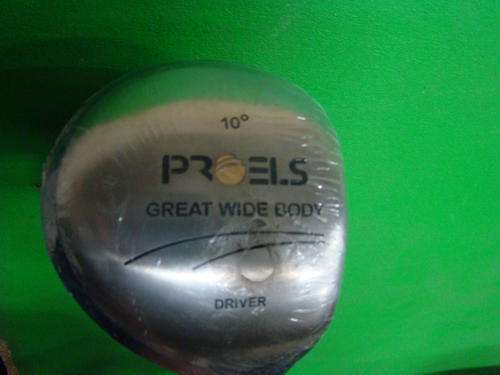 10°
PROELS
GREAT WIDE BODY
DRIVER